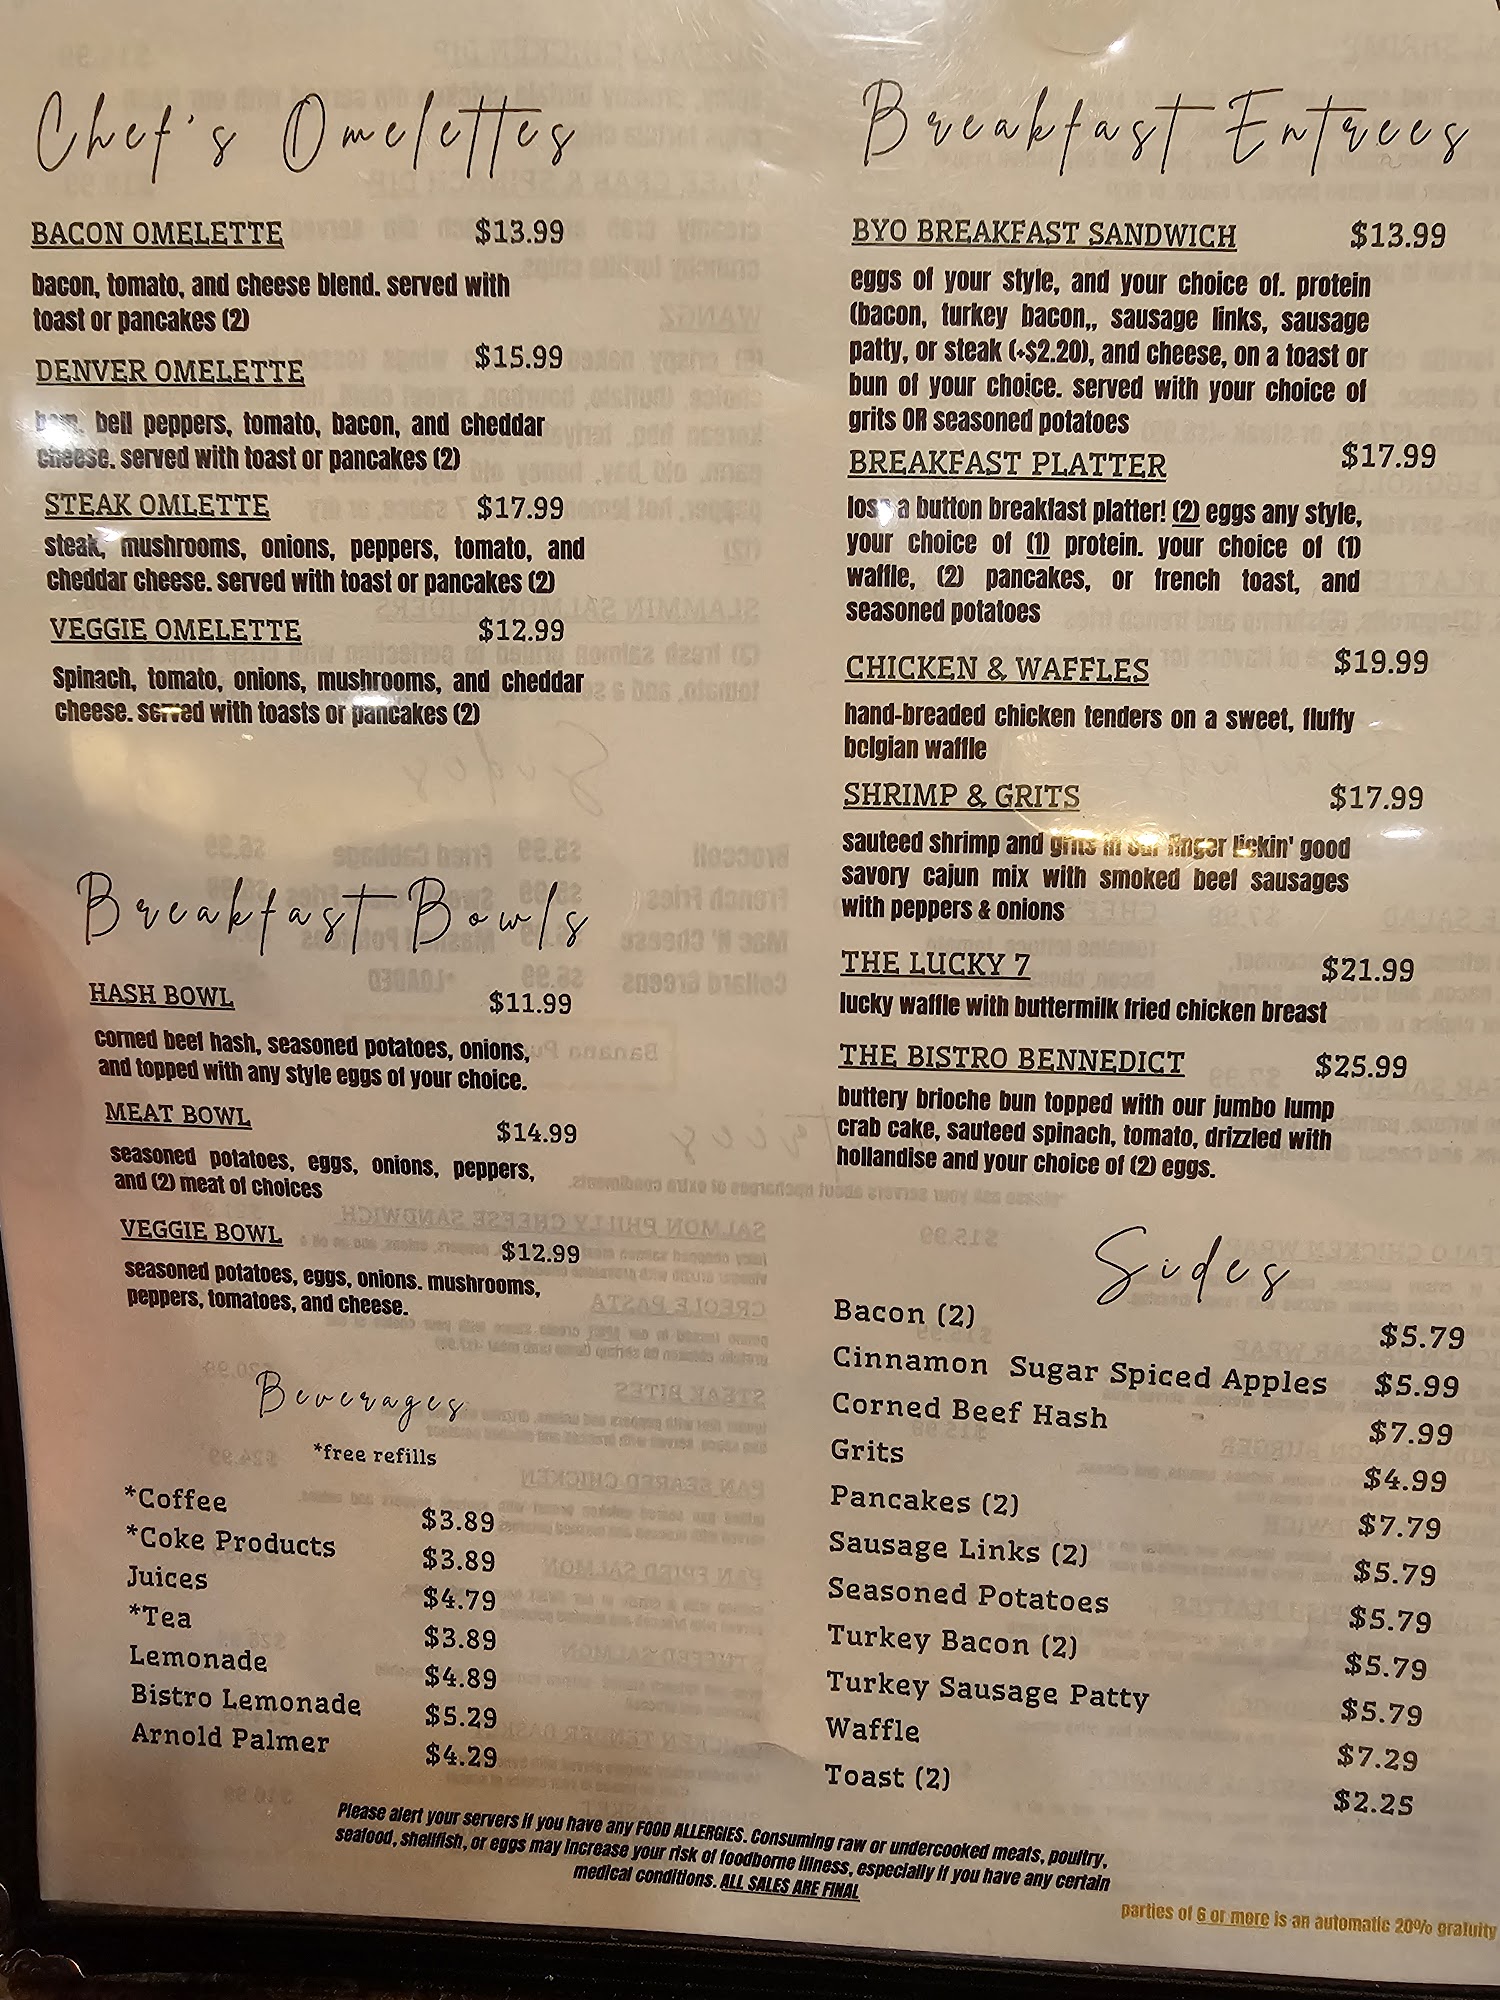 Chef's Omelettes
BACON OMELETTE $13.99
bacon, tomato, and cheese blend. served with
toast or pancakes (2)
DENVER OMELETTE $15.99
ham, bell peppers, tomato, bacon, and cheddar
cheese. served with toast or pancakes (2)
STEAK OMLETTE $17.99
steak, mushrooms, onions, peppers, tomato, and
cheddar cheese. served with toast or pancakes (2)
VEGGIE OMELETTE $12.99
Spinach, tomato, onions, mushrooms, and cheddar
cheese. served with toasts or pancakes (2)
Breakfast Bowls
HASH BOWL $11.99
corned beef hash, seasoned potatoes, onions,
and topped with any style eggs of your choice.
MEAT BOWL $14.99
seasoned potatoes, eggs, onions, peppers,
and (2) meat of choices
VEGGIE BOWL $12.99
seasoned potatoes, eggs, onions. mushrooms,
peppers, tomatoes, and cheese.
Beverages
*free refills
*Coffee $3.89
*Coke Products $3.89
Juices $4.79
*Tea $3.89
Lemonade $4.89
Bistro Lemonade $5.29
Arnold Palmer $4.29
Breakfast Entrees
BYO BREAKFAST SANDWICH $13.99
eggs of your style, and your choice of. protein
(bacon, turkey bacon,, sausage links, sausage
patty, or steak (+$2.20), and cheese, on a toast or
bun of your choice. served with your choice of
grits OR seasoned potatoes
BREAKFAST PLATTER $17.99
lose a button breakfast platter! (2) eggs any style,
your choice of (1) protein. your choice of (1)
waffle, (2) pancakes, or french toast, and
seasoned potatoes
CHICKEN & WAFFLES $19.99
hand-breaded chicken tenders on a sweet, fluffy
belgian waffle
SHRIMP & GRITS $17.99
sauteed shrimp and grits in our finger lickin' good
savory cajun mix with smoked beef sausages
with peppers & onions
THE LUCKY 7 $21.99
lucky waffle with buttermilk fried chicken breast
THE BISTRO BENNEDICT $25.99
buttery brioche bun topped with our jumbo lump
crab cake, sauteed spinach, tomato, drizzled with
hollandise and your choice of (2) eggs.
Sides
Bacon (2) $5.79
Cinnamon Sugar Spiced Apples $5.99
Corned Beef Hash $7.99
Grits $4.99
Pancakes (2) $7.79
Sausage Links (2) $5.79
Seasoned Potatoes $5.79
Turkey Bacon (2) $5.79
Turkey Sausage Patty $5.79
Waffle $7.29
Toast (2) $2.25
Please alert your servers if you have any FOOD ALLERGIES. Consuming raw or undercooked meats, poultry,
seafood, shellfish, or eggs may increase your risk of foodborne illness, especially if you have any certain
medical conditions. ALL SALES ARE FINAL
parties of 6 or more is an automatic 20% gratuity